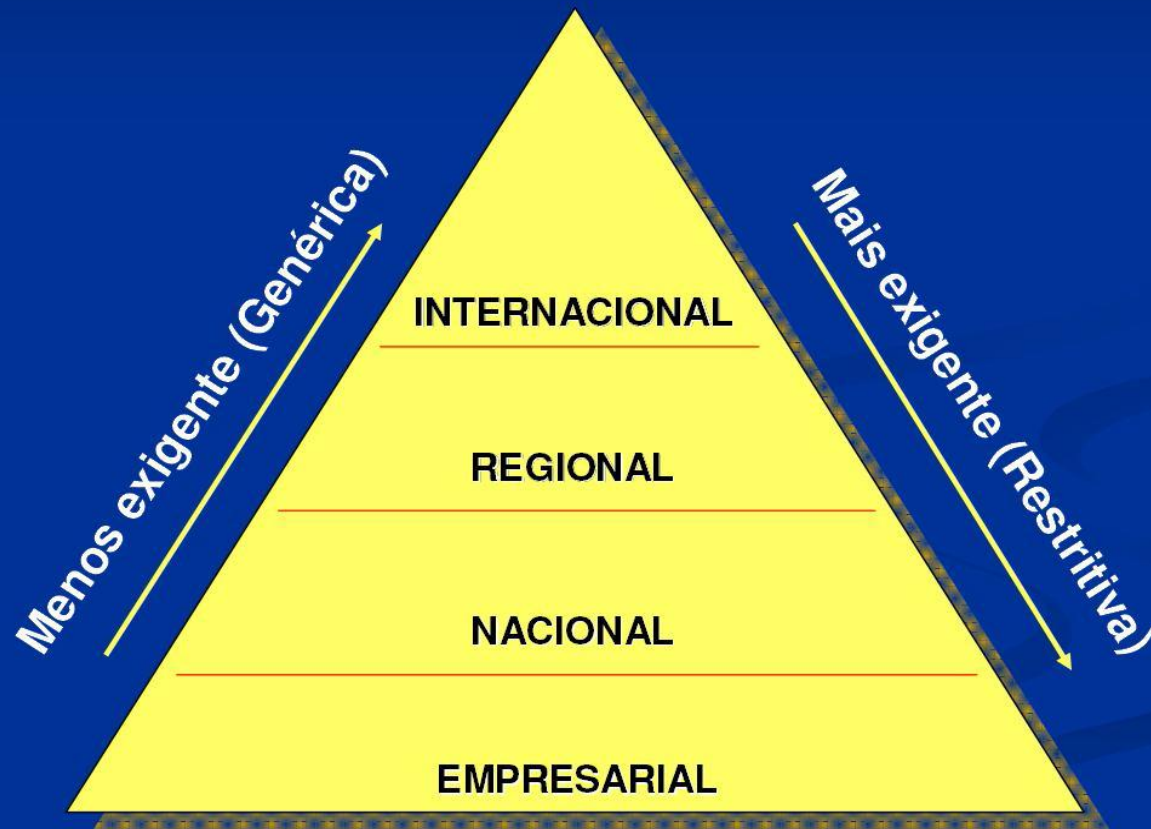 Menos exigente (Genérica)
Mais exigente (Restritiva)
INTERNACIONAL
REGIONAL
NACIONAL
EMPRESARIAL